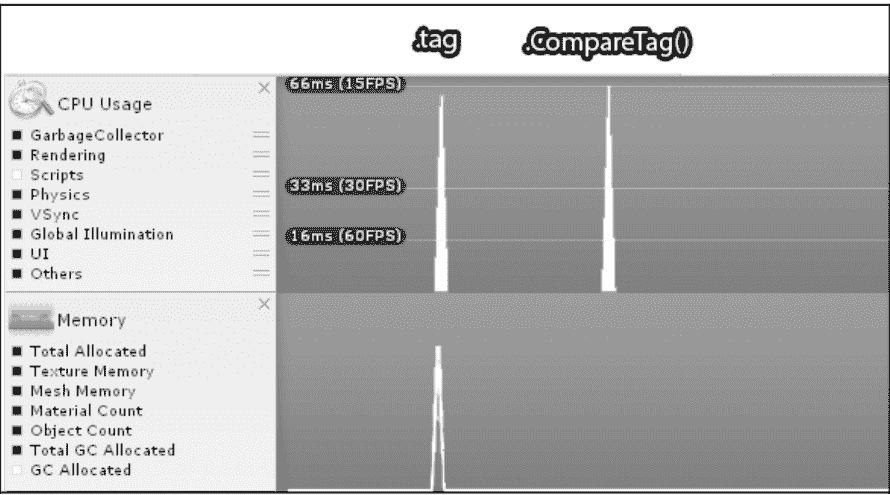 .tag .CompareTag()
CPU Usage
GarbageCollector
Rendering
Scripts
Physics
VSync
Global Illumination
UI
Others
66ms (15FPS)
33ms (30FPS)
16ms (60FPS)
Memory
Total Allocated
Texture Memory
Mesh Memory
Material Count
Object Count
Total GC Allocated
GC Allocated